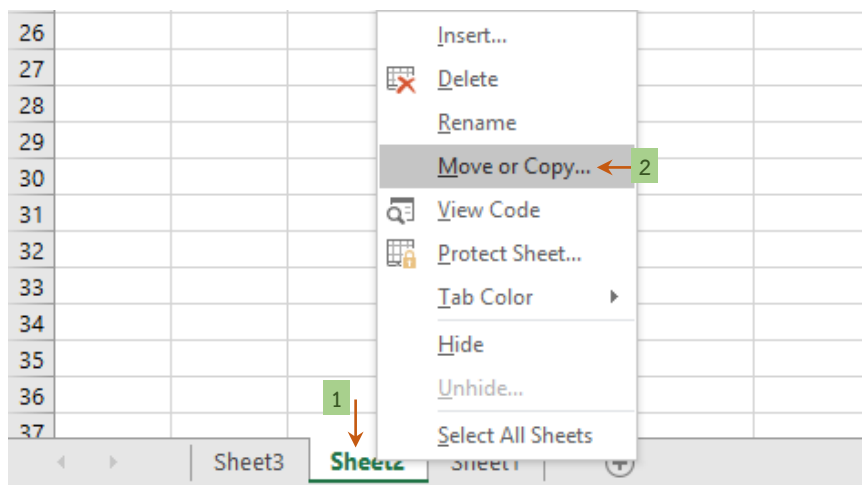 26
Insert...
27
Delete
28
Rename
29
Move or Copy... 2
30
31
View Code
32
Protect Sheet...
33
Tab Color
34
Hide
35
Unhide...
36
1
37
Select All Sheets
Sheet3 Sheet2 Sheet1